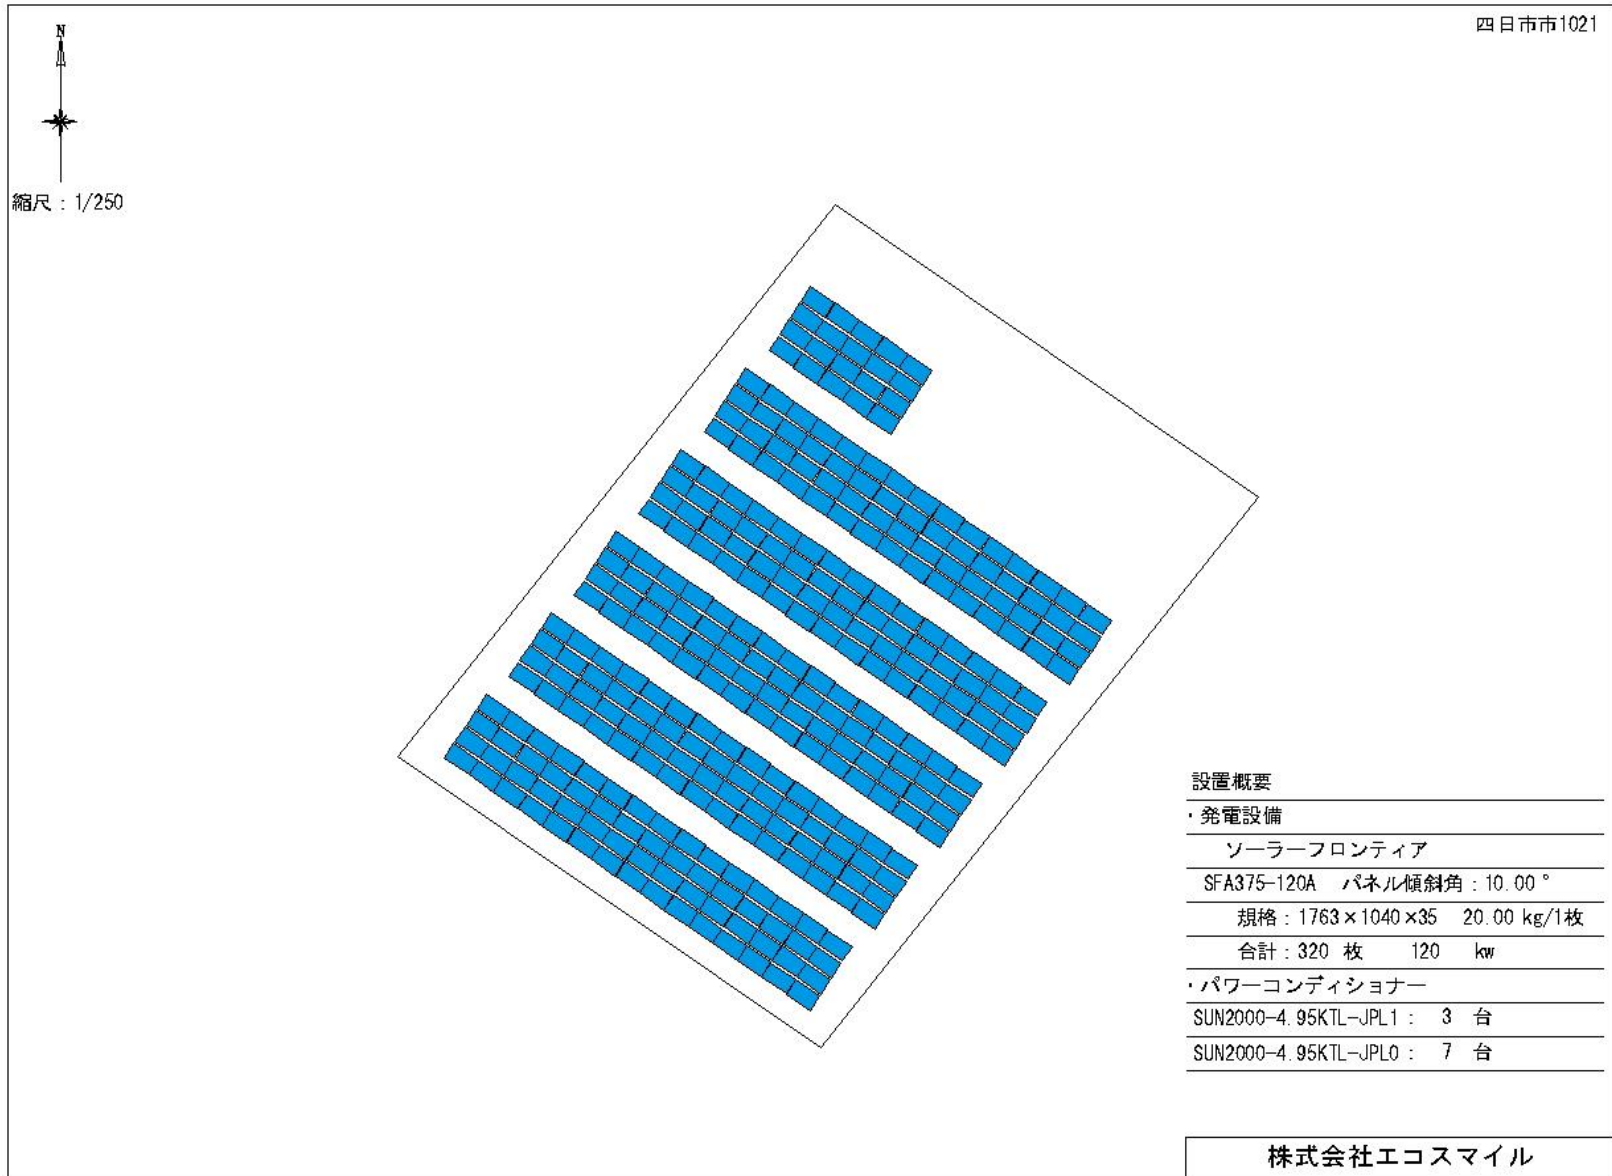 四日市市1021
N
縮尺：1/250
設置概要
・発電設備
ソーラーフロンティア
SFA375-120A パネル傾斜角：10.00°
規格：1763×1040×35 20.00 kg/1枚
合計：320 枚 120 kw
・パワーコンディショナー
SUN2000-4.95KTL-JPL1： 3 台
SUN2000-4.95KTL-JPL0： 7 台
株式会社エコスマイル